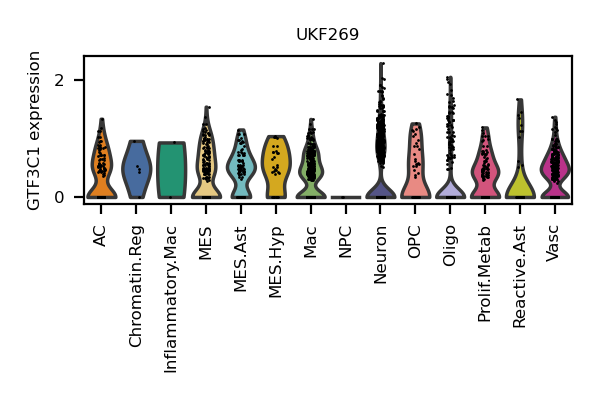 UKF269
GTF3C1 expression
2
0
AC
Chromatin.Reg
Inflammatory.Mac
MES
MES.Ast
MES.Hyp
Mac
NPC
Neuron
OPC
Oligo
Prolif.Metab
Reactive.Ast
Vasc